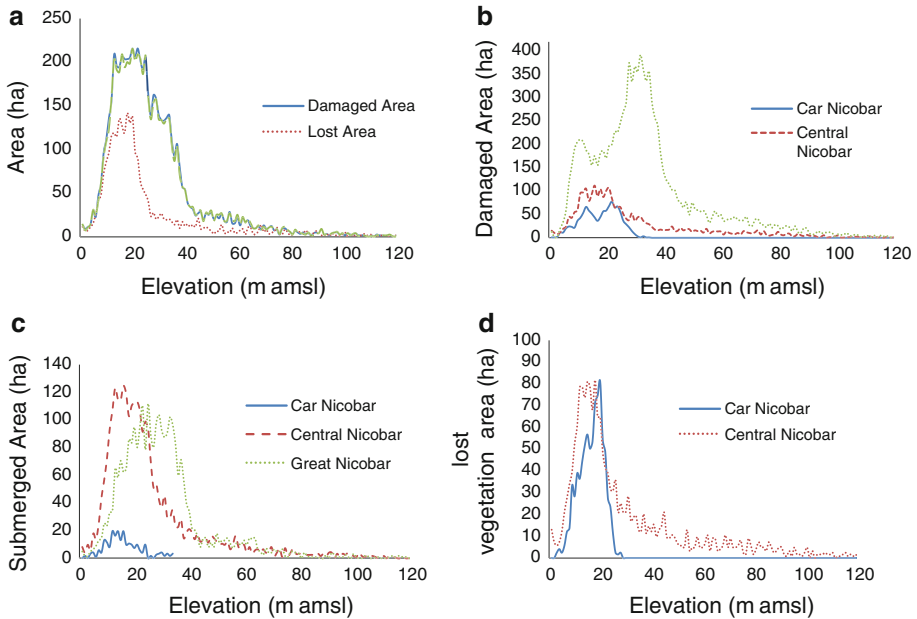 a
250
200
150
100
50
0
Area (ha)
Damaged Area
Lost Area
0 20 40 60 80 100 120
Elevation (m amsl)
b
400
350
300
250
200
150
100
50
0
Damaged Area (ha)
Car Nicobar
Central
Nicobar
0 20 40 60 80 100 120
Elevation (m amsl)
c
140
120
100
80
60
40
20
0
Submerged Area (ha)
Car Nicobar
Central Nicobar
Great Nicobar
0 20 40 60 80 100 120
Elevation (m amsl)
d
100
90
80
70
60
50
40
30
20
10
0
lost
vegetation area (ha)
Car Nicobar
Central Nicobar
0 20 40 60 80 100 120
Elevation (m amsl)